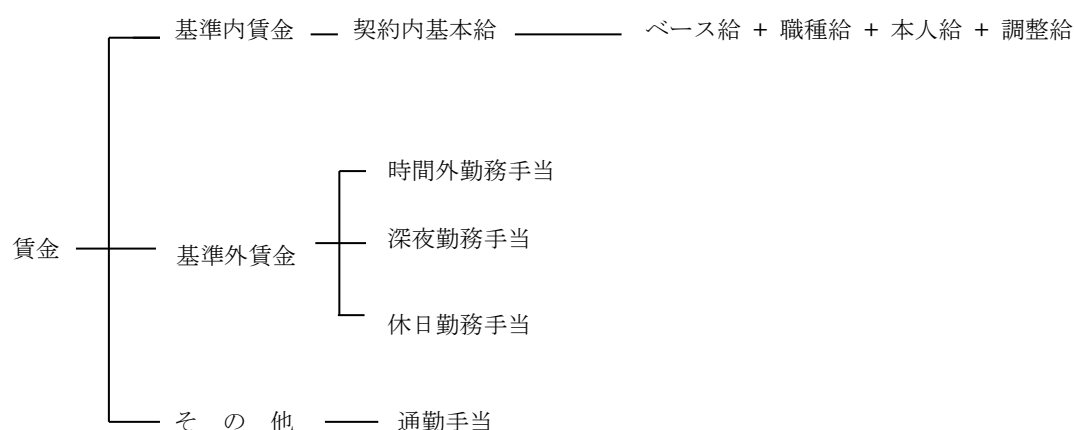 基準内賃金 契約内基本給 ベース給 + 職種給 + 本人給 + 調整給
時間外勤務手当
深夜勤務手当
賃金 基準外賃金
休日勤務手当
そ の 他 通勤手当